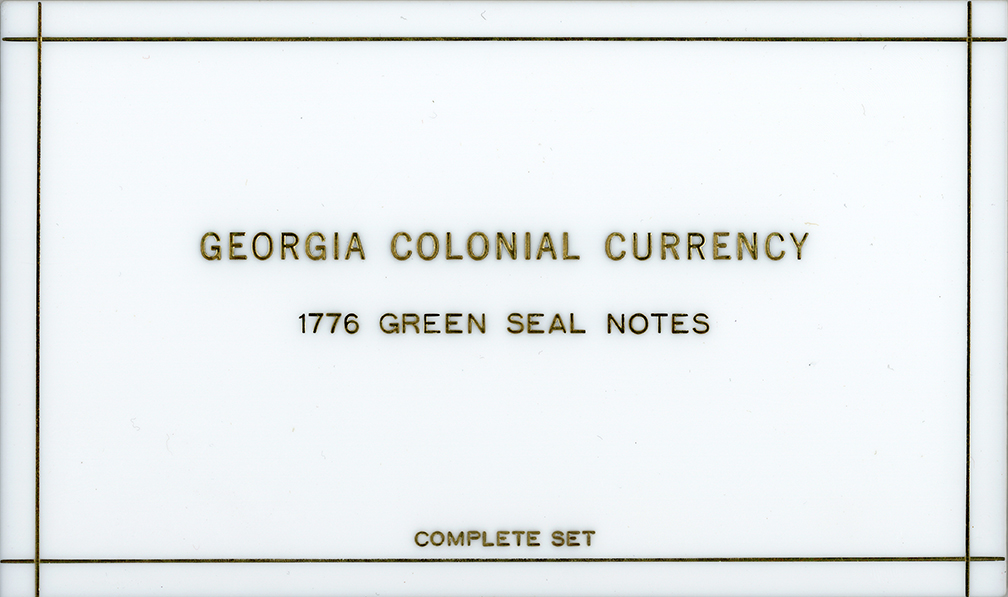 GEORGIA COLONIAL CURRENCY
1776 GREEN SEAL NOTES
COMPLETE SET